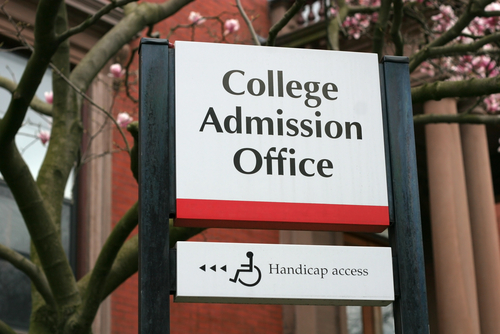 College
Admission
Office
Handicap access